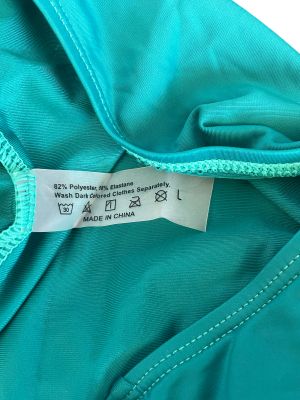 82% Polyester, 18% Elastane
Wash Dark Colored Clothes Separately,
30 L
MADE IN CHINA